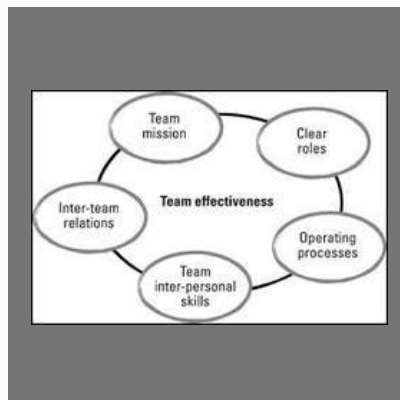 Team
mission
Clear
roles
Inter-team
relations
Team effectiveness
Operating
processes
Team
inter-personal
skills